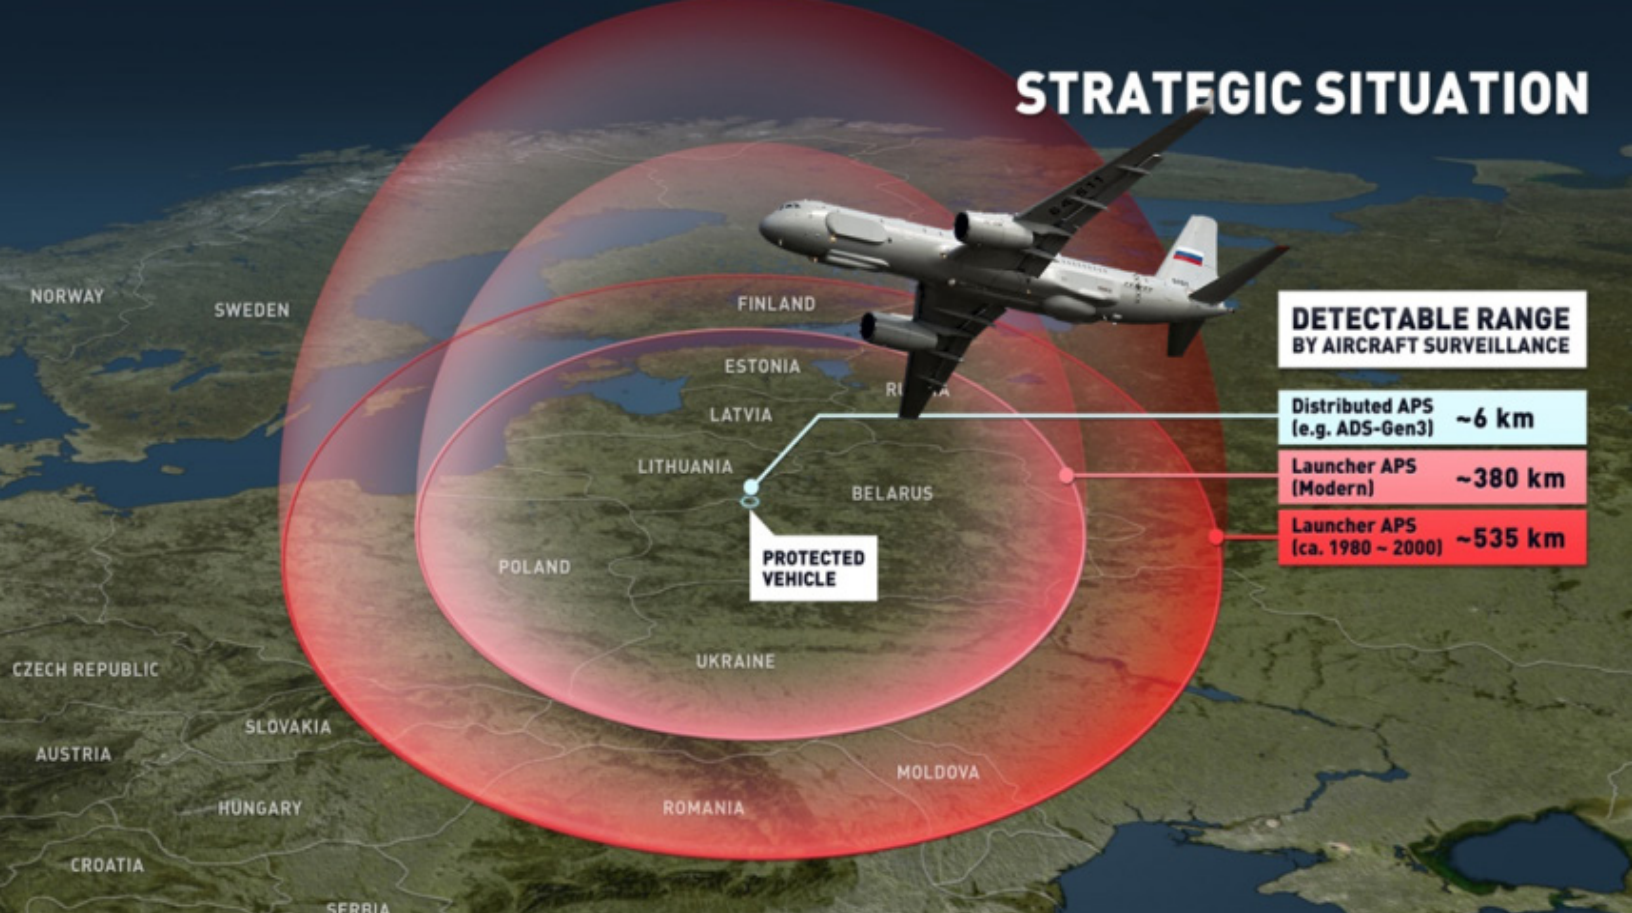 STRATEGIC SITUATION
NORWAY
SWEDEN
FINLAND
ESTONIA
LATVIA
LITHUANIA
BELARUS
PROTECTED
VEHICLE
POLAND
UKRAINE
CZECH REPUBLIC
SLOVAKIA
AUSTRIA
MOLDOVA
HUNGARY
ROMANIA
CROATIA
SERBIA
DETECTABLE RANGE
BY AIRCRAFT SURVEILLANCE
Distributed APS
(e.g. ADS-Gen3) ~6 km
Launcher APS
(Modern) ~380 km
Launcher APS
(ca. 1980 ~ 2000) ~535 km